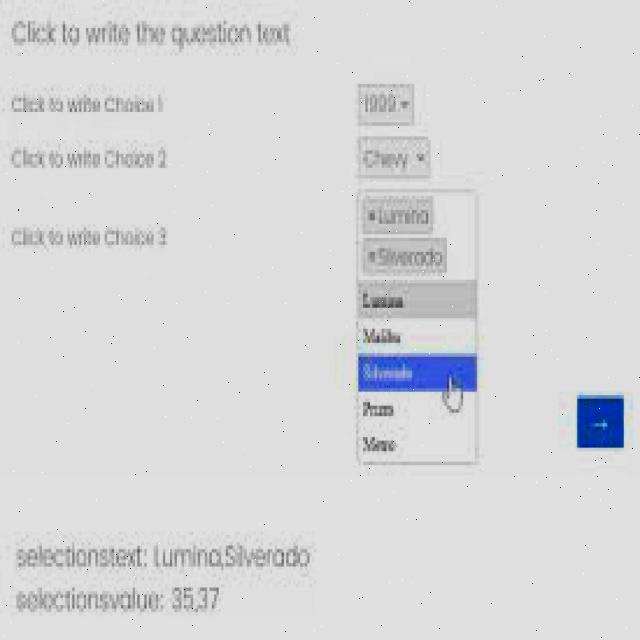 Click to write the question text
Click to write Choice 1
1999
Click to write Choice 2
Chevy
Click to write Choice 3
×Lumina
×Silverado
Lumina
Malibu
Silverado
Prizm
selectionstext: Lumina,Silverado
selectionsvalue: 35,37